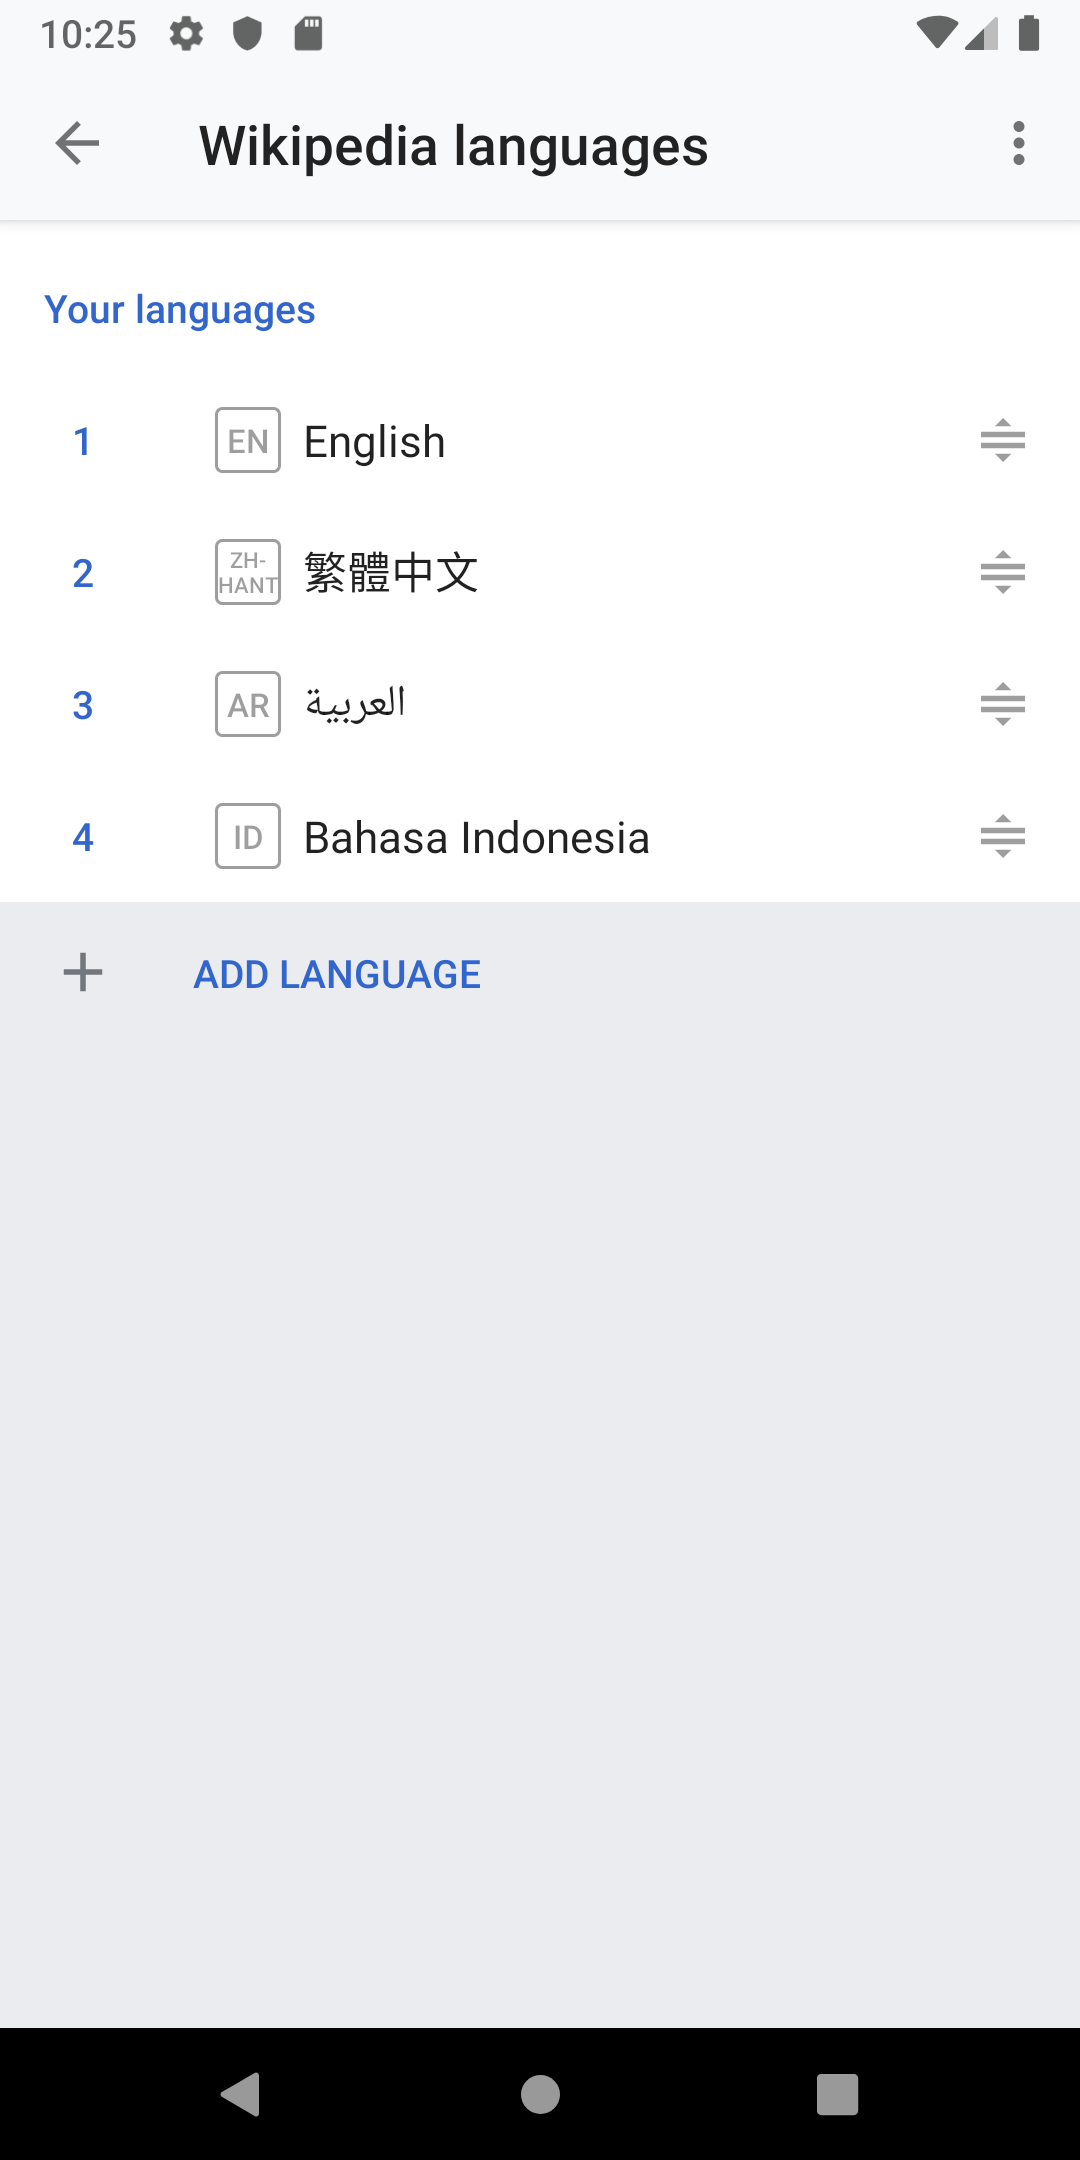 10:25
Wikipedia languages
Your languages
1 EN English
2 ZH-HANT 繁體中文
3 AR العربية
4 ID Bahasa Indonesia
ADD LANGUAGE